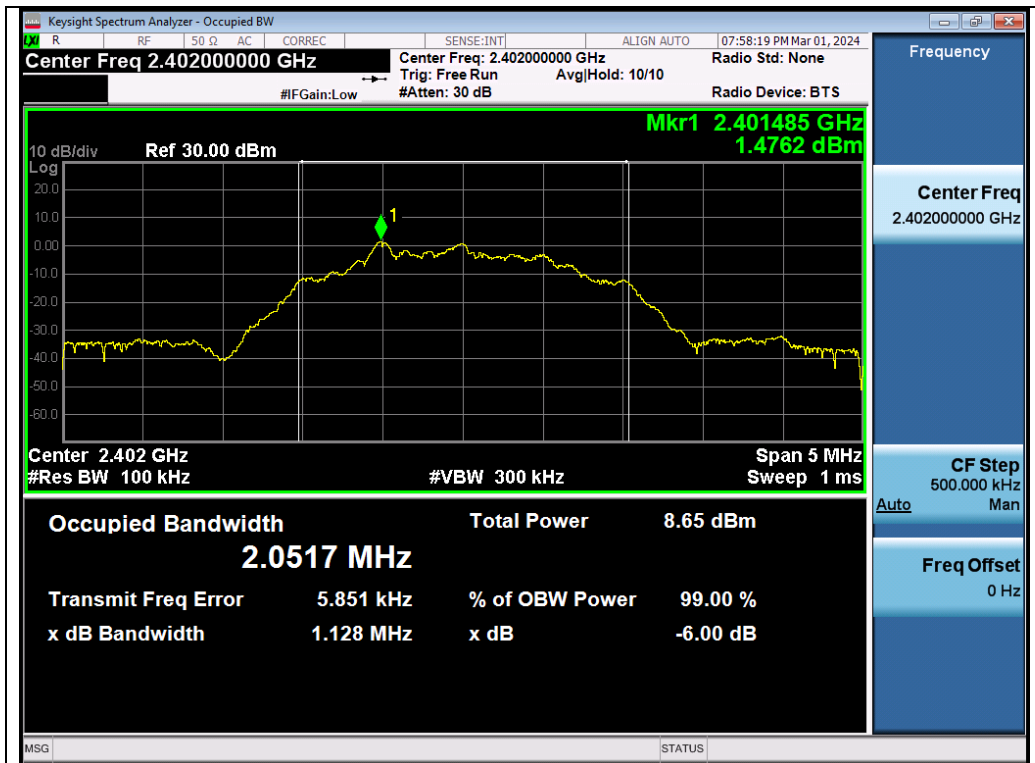 Keysight Spectrum Analyzer - Occupied BW
LXI R RF 50 Ω AC CORREC SENSE:INT ALIGN AUTO 07:58:19 PM Mar 01, 2024
Center Freq 2.402000000 GHz
Center Freq: 2.402000000 GHz Radio Std: None
Trig: Free Run Avg|Hold: 10/10
#IFGain:Low #Atten: 30 dB Radio Device: BTS
Frequency
Mkr1 2.401485 GHz
1.4762 dBm
10 dB/div Ref 30.00 dBm
Log
20.0
10.0
0.00
-10.0
-20.0
-30.0
-40.0
-50.0
-60.0
1
Center 2.402 GHz Span 5 MHz
#Res BW 100 kHz #VBW 300 kHz Sweep 1 ms
Occupied Bandwidth Total Power 8.65 dBm
2.0517 MHz
Transmit Freq Error 5.851 kHz % of OBW Power 99.00 %
x dB Bandwidth 1.128 MHz x dB -6.00 dB
Center Freq
2.402000000 GHz
CF Step
500.000 kHz
Auto Man
Freq Offset
0 Hz
MSG STATUS